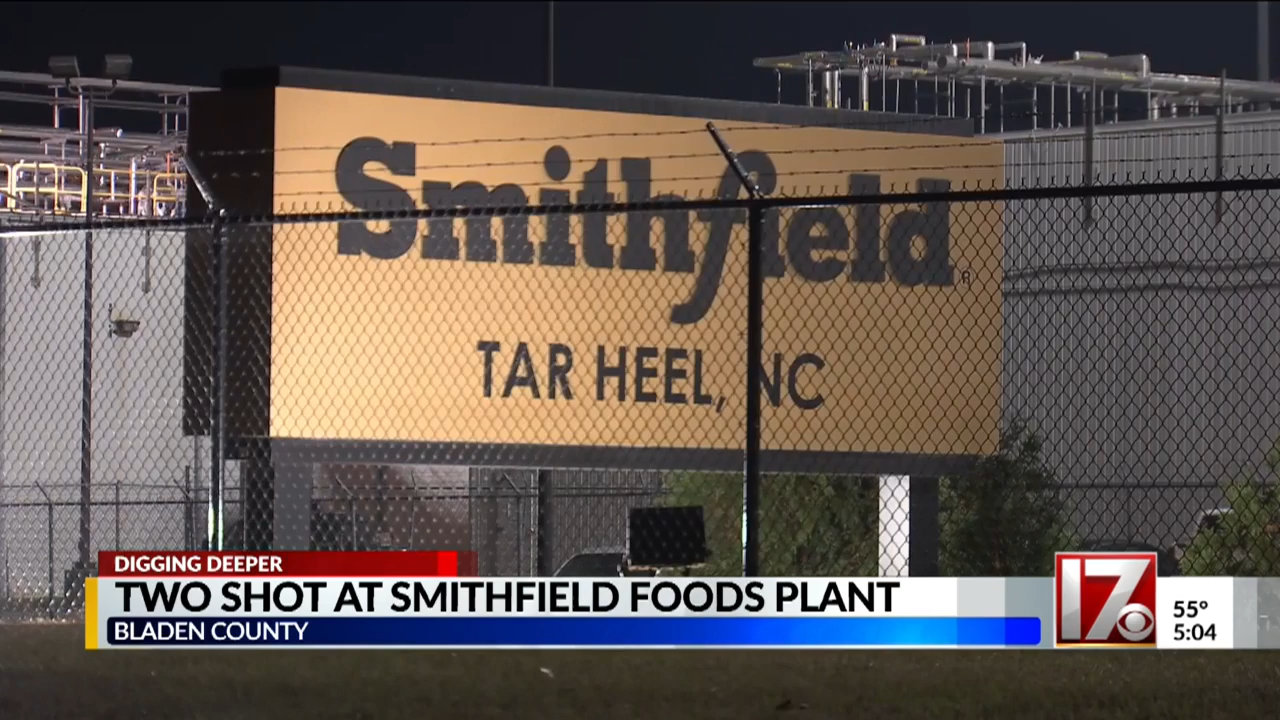 Smithfield®
TAR HEEL, NC
DIGGING DEEPER
TWO SHOT AT SMITHFIELD FOODS PLANT
BLADEN COUNTY
17
55°
5:04